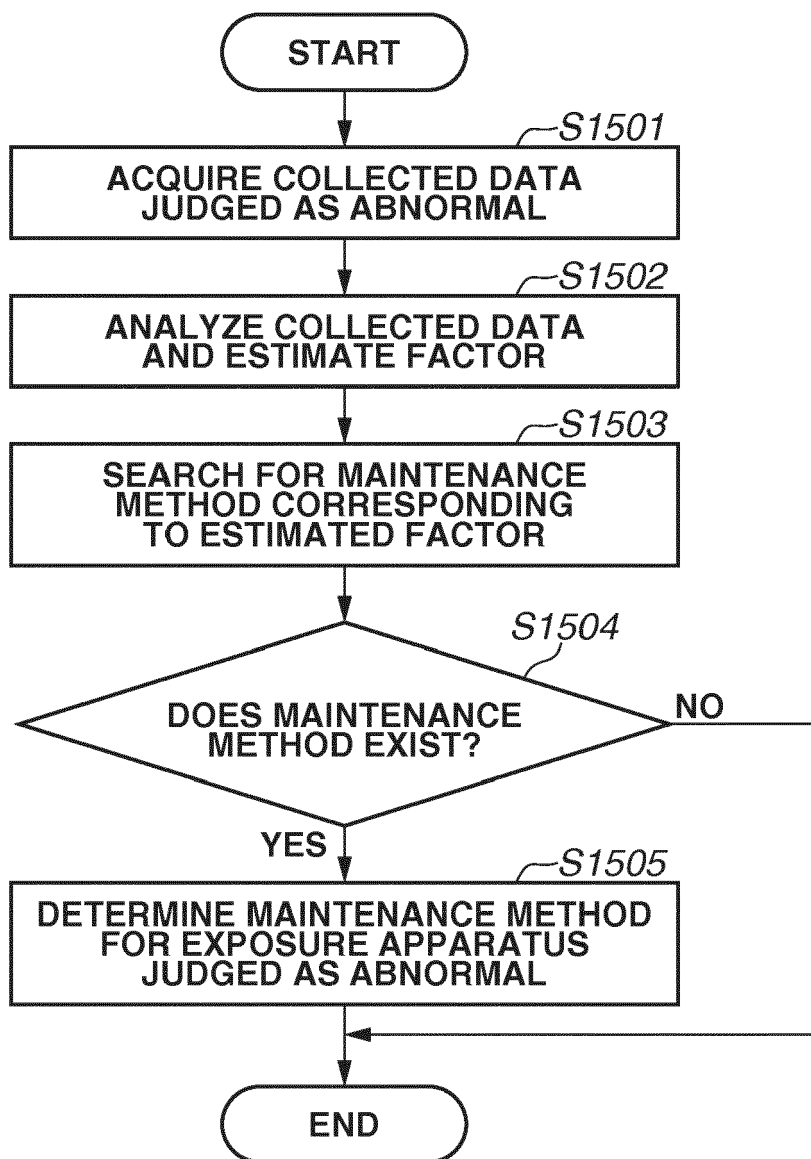 START
S1501
ACQUIRE COLLECTED DATA
JUDGED AS ABNORMAL
S1502
ANALYZE COLLECTED DATA
AND ESTIMATE FACTOR
S1503
SEARCH FOR MAINTENANCE
METHOD CORRESPONDING
TO ESTIMATED FACTOR
S1504
DOES MAINTENANCE
METHOD EXIST?
NO
YES
S1505
DETERMINE MAINTENANCE METHOD
FOR EXPOSURE APPARATUS
JUDGED AS ABNORMAL
END